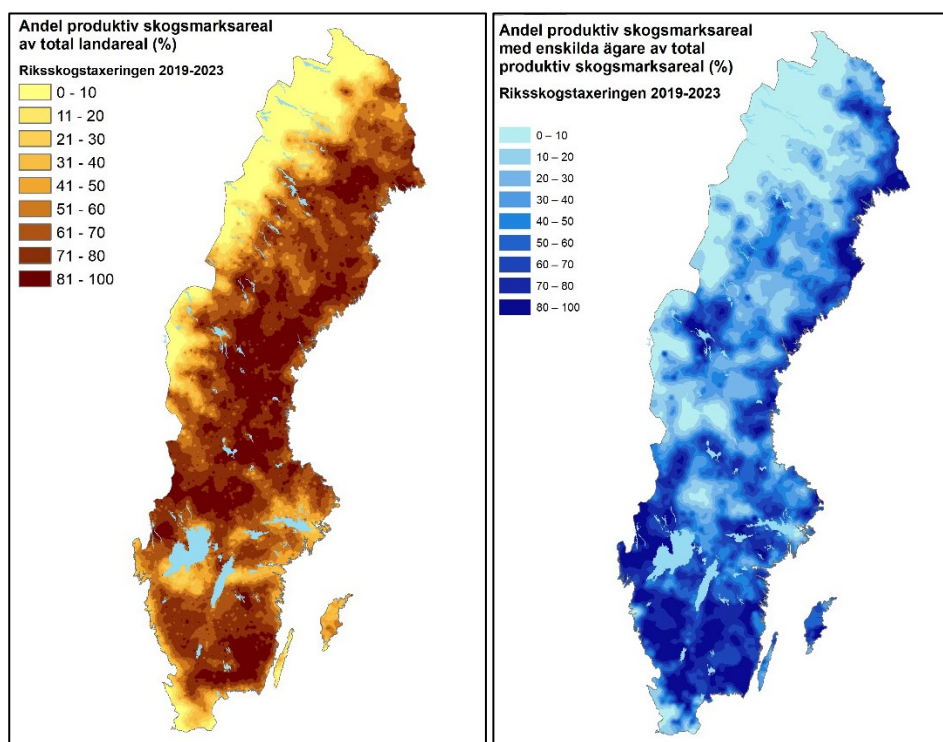 Andel produktiv skogsmarksareal
av total landareal (%)
Riksskogstaxeringen 2019-2023
0 - 10
11 - 20
21 - 30
31 - 40
41 - 50
51 - 60
61 - 70
71 - 80
81 - 100
Andel produktiv skogsmarksareal
med enskilda ägare av total
produktiv skogsmarksareal (%)
Riksskogstaxeringen 2019-2023
0 – 10
10 – 20
20 – 30
30 – 40
40 – 50
50 – 60
60 – 70
70 – 80
80 – 100